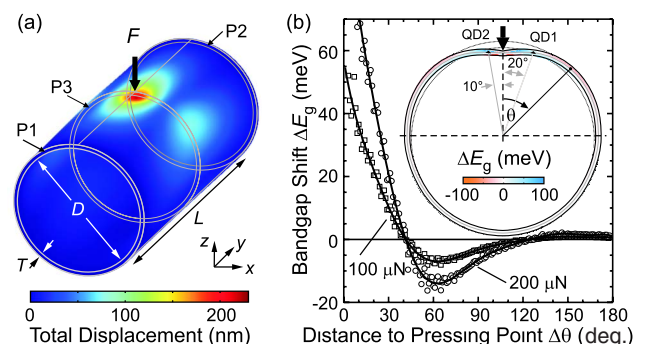 (a)
F
P2
P3
P1
D
L
T
z
y
x
0
100
200
Total Displacement (nm)
(b)
Bandgap Shift ΔEg (meV)
60
40
20
0
-20
QD2
QD1
20°
10°
θ
ΔEg (meV)
-100 0 100
100 μN
200 μN
0 30 60 90 120 150 180
Distance to Pressing Point Δθ (deg.)